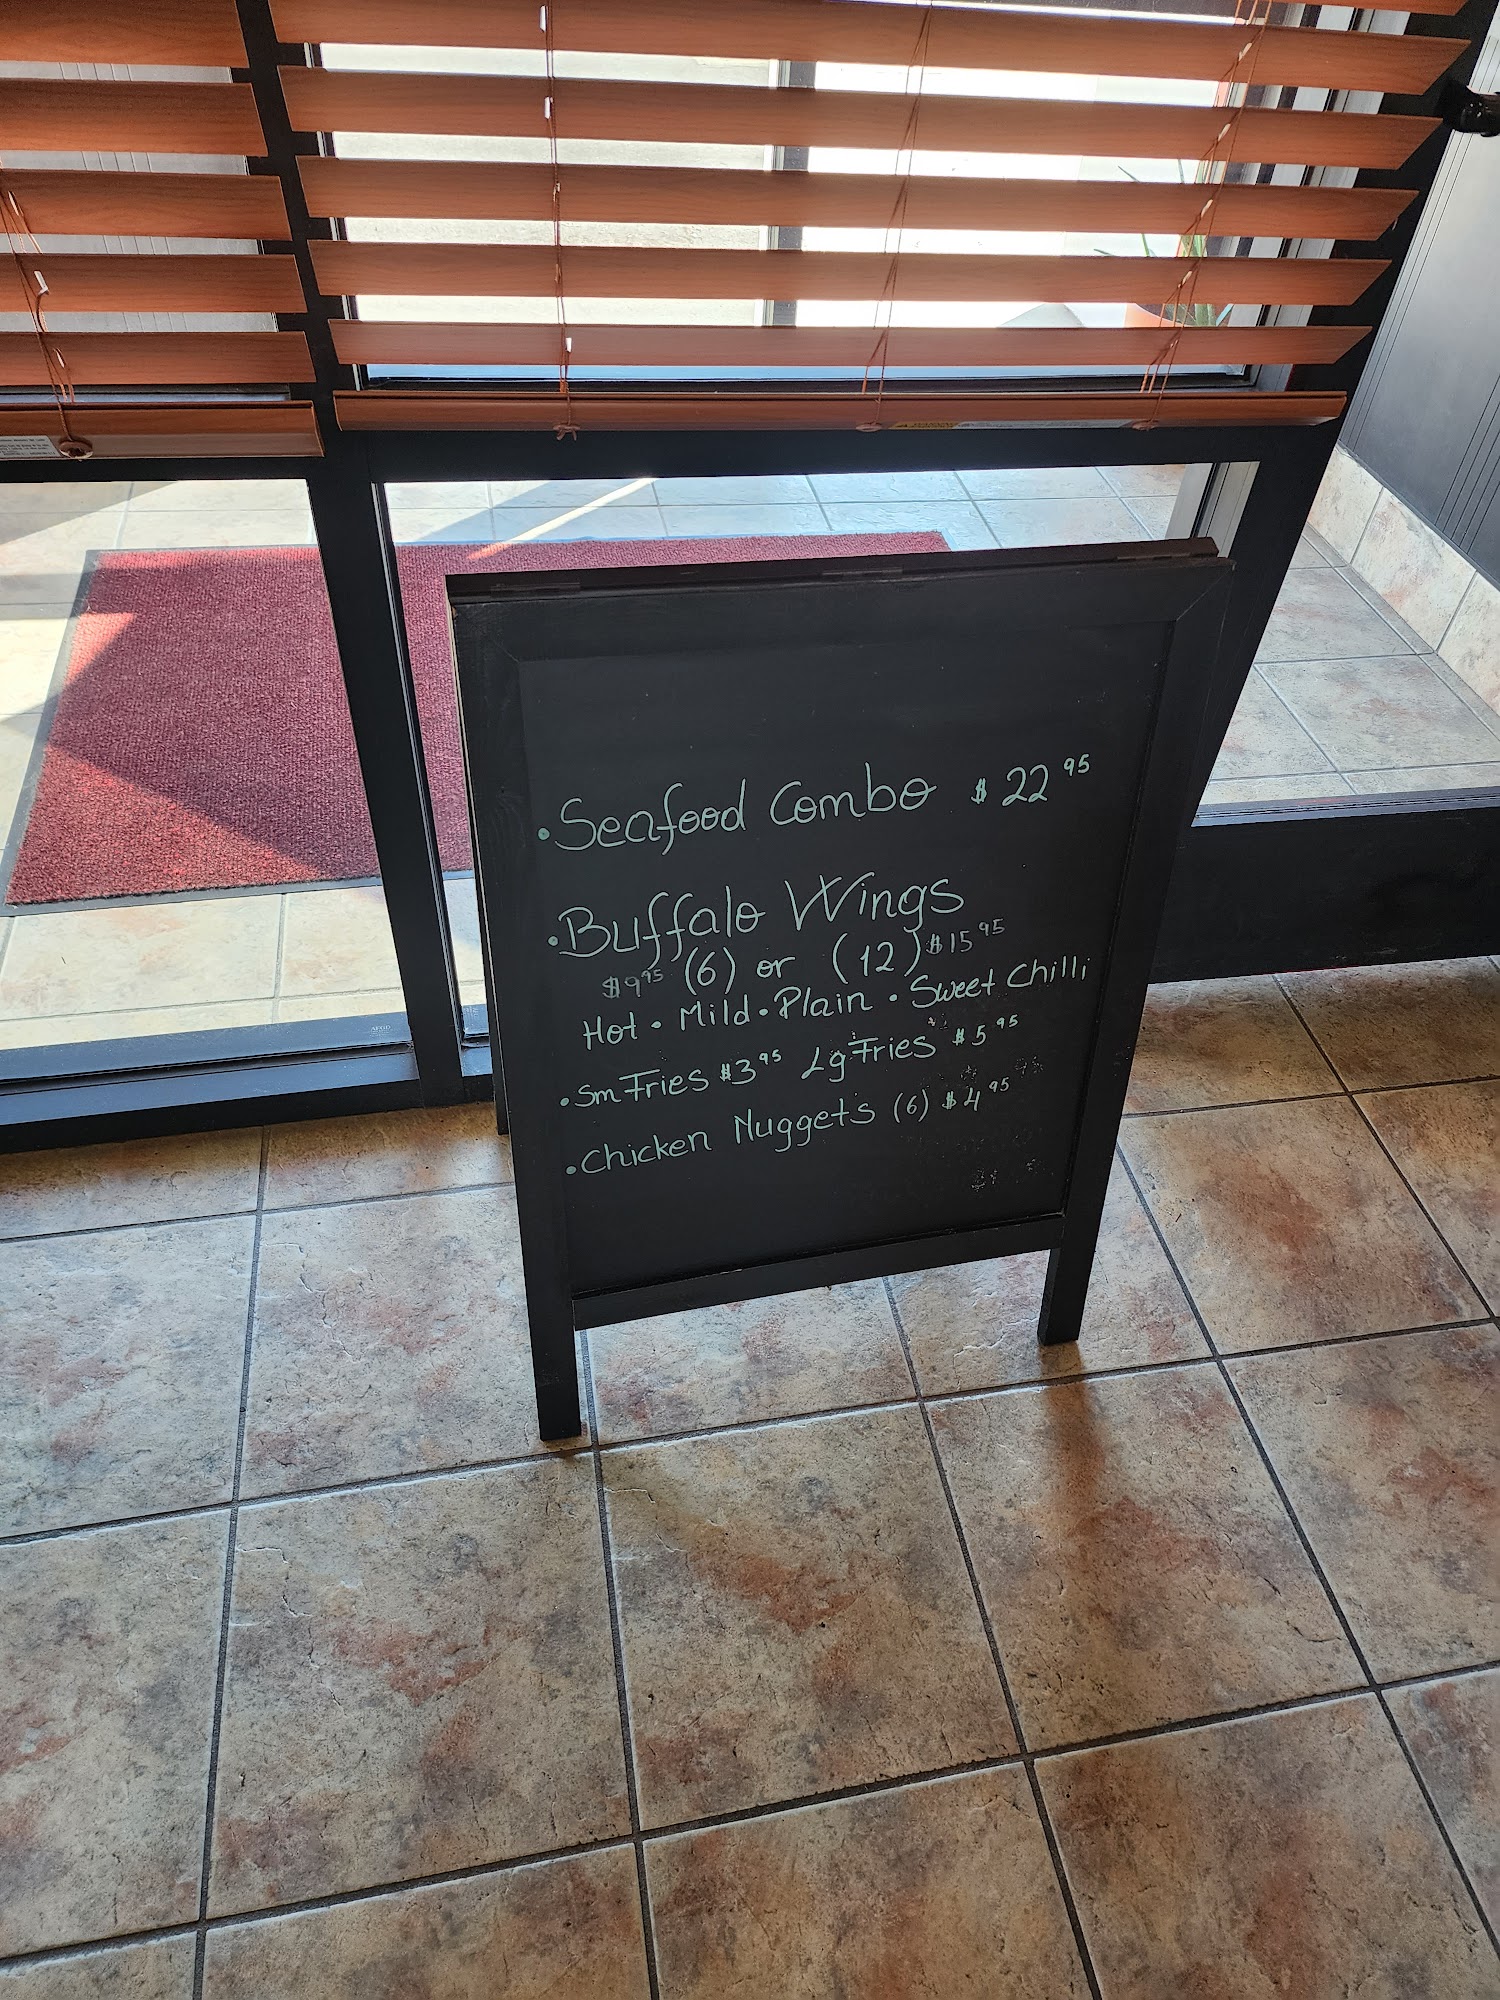 • Seafood Combo $22.95
• Buffalo Wings
$9.95 (6) or (12) $15.95
Hot • Mild • Plain • Sweet Chilli
• Sm Fries $3.95 Lg Fries $5.95
• Chicken Nuggets (6) $4.95